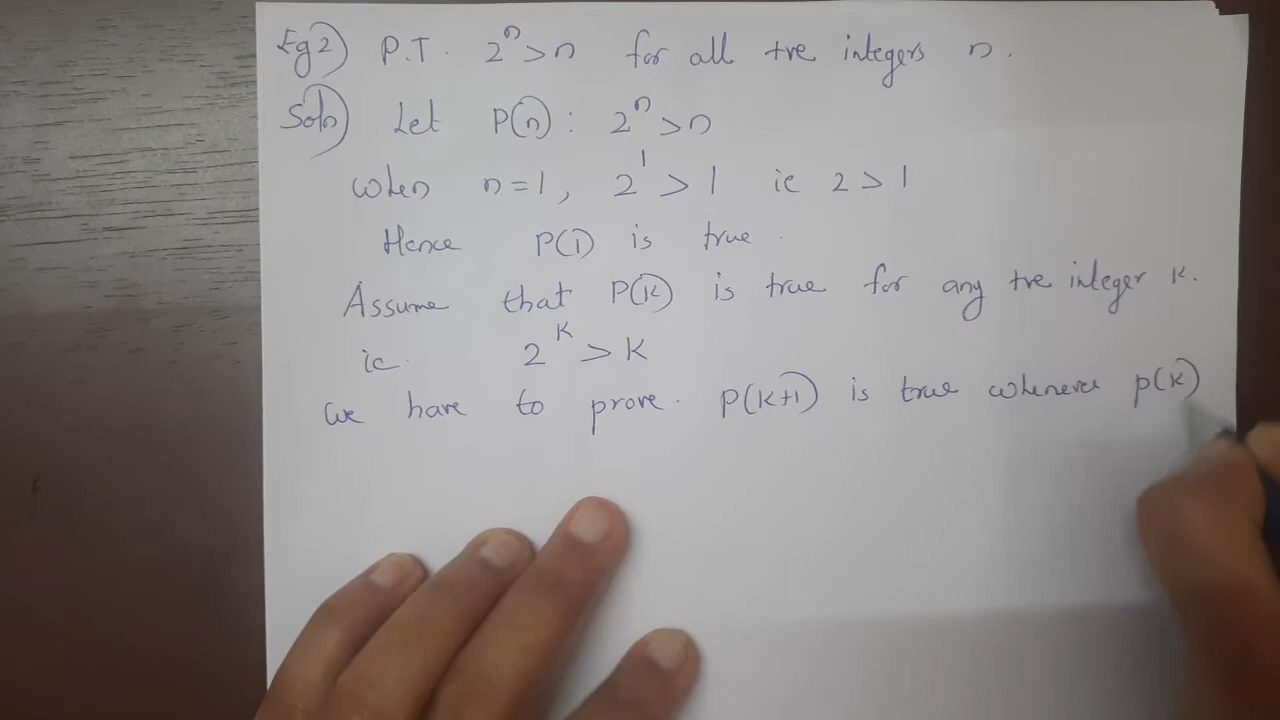 Eg 2) P.T. 2^n > n for all +ve integers n.
Soln) Let P(n) : 2^n > n
when n = 1, 2^1 > 1 ie 2 > 1
Hence P(1) is true.
Assume that P(k) is true for any +ve integer k.
ie. 2^k > k
we have to prove. P(k+1) is true whenever p(k)